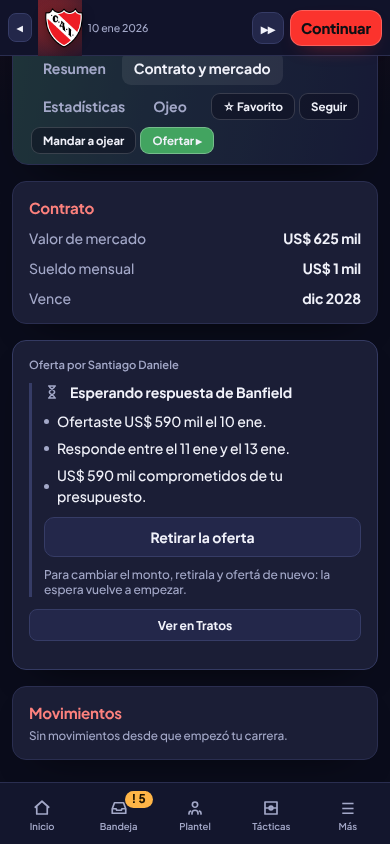 ◂
C.A.I.
10 ene 2026
▸▸
Continuar
Resumen
Contrato y mercado
Estadísticas
Ojeo
☆ Favorito
Seguir
Mandar a ojear
Ofertar ▸
Contrato
Valor de mercado
US$ 625 mil
Sueldo mensual
US$ 1 mil
Vence
dic 2028
Oferta por Santiago Daniele
Esperando respuesta de Banfield
• Ofertaste US$ 590 mil el 10 ene.
• Responde entre el 11 ene y el 13 ene.
• US$ 590 mil comprometidos de tu
presupuesto.
Retirar la oferta
Para cambiar el monto, retirala y ofertá de nuevo: la
espera vuelve a empezar.
Ver en Tratos
Movimientos
Sin movimientos desde que empezó tu carrera.
! 5
Inicio
Bandeja
Plantel
Tácticas
Más